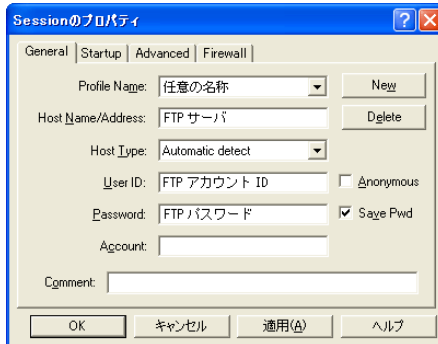 Sessionのプロパティ
General Startup Advanced Firewall
Profile Name: 任意の名称 New
Host Name/Address: FTP サーバ Delete
Host Type: Automatic detect
User ID: FTP アカウント ID Anonymous
Password: FTP パスワード Save Pwd
Account:
Comment:
OK キャンセル 適用(A) ヘルプ